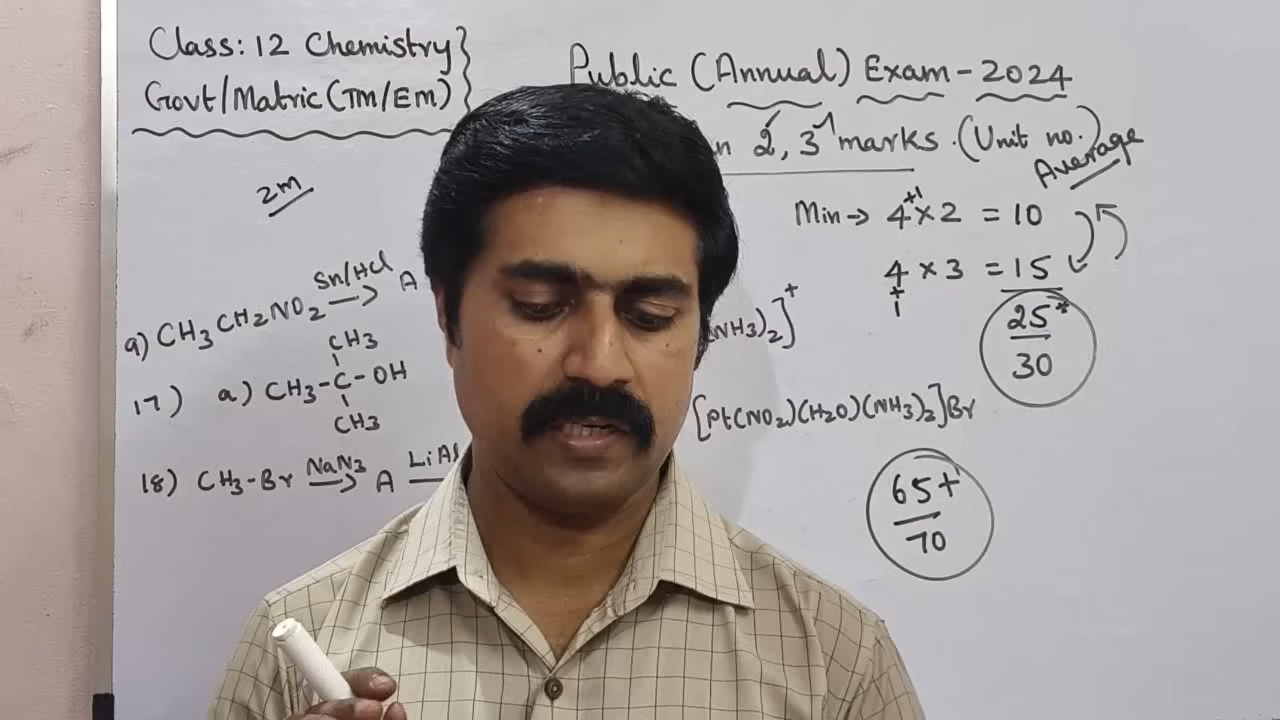 Class: 12 Chemistry
Govt/Matric (TM/EM)
Public (Annual) Exam - 2024
2, 3 marks. (Unit no.)
Average
2m
Min → 4+1 × 2 = 10
4 × 3 = 15
+
1
25+
30
9) CH3CH2NO2 Sn/HCl → A
NH3)2]+
CH3
17) a) CH3-C-OH
CH3
[Pt(NO2)(H2O)(NH3)2]Br
18) CH3-Br NaN3 → A LiAl
65+
70